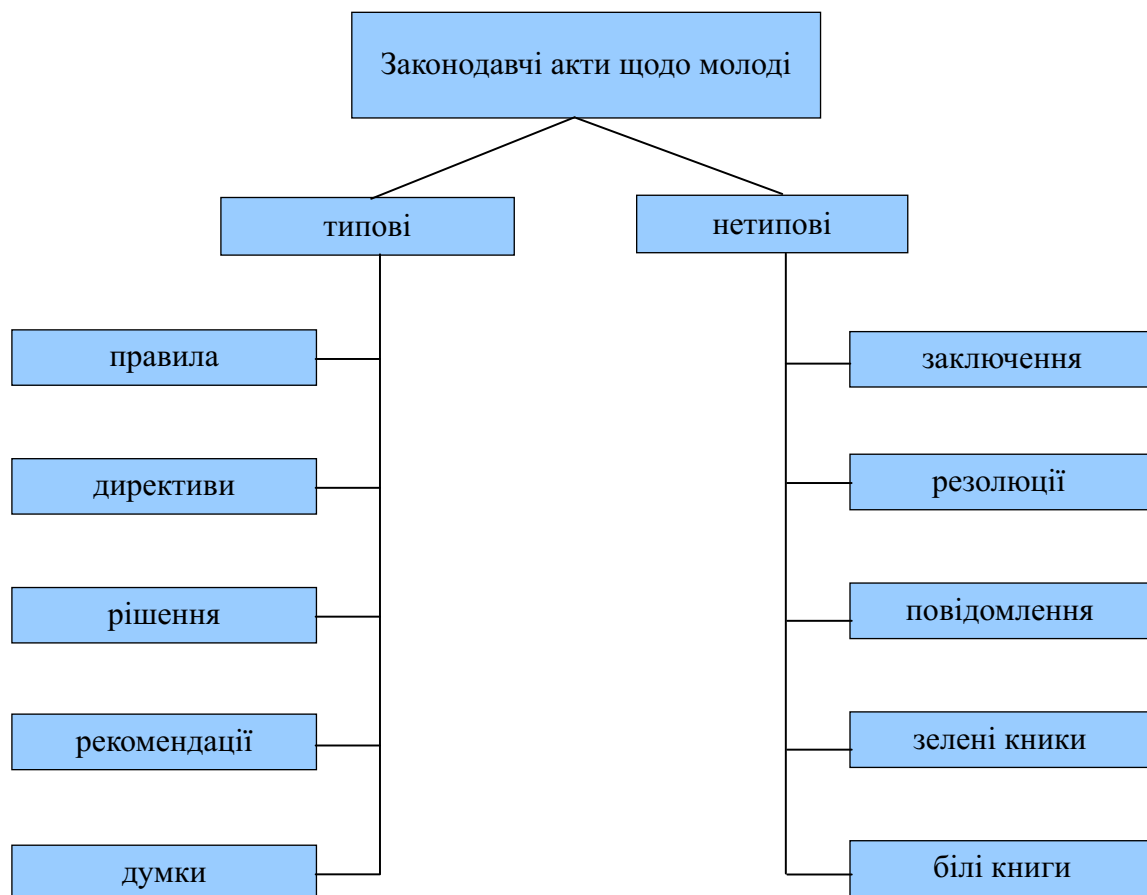 Законодавчі акти щодо молоді
типові
нетипові
правила
директиви
рішення
рекомендації
думки
заключення
резолюції
повідомлення
зелені кники
білі книги